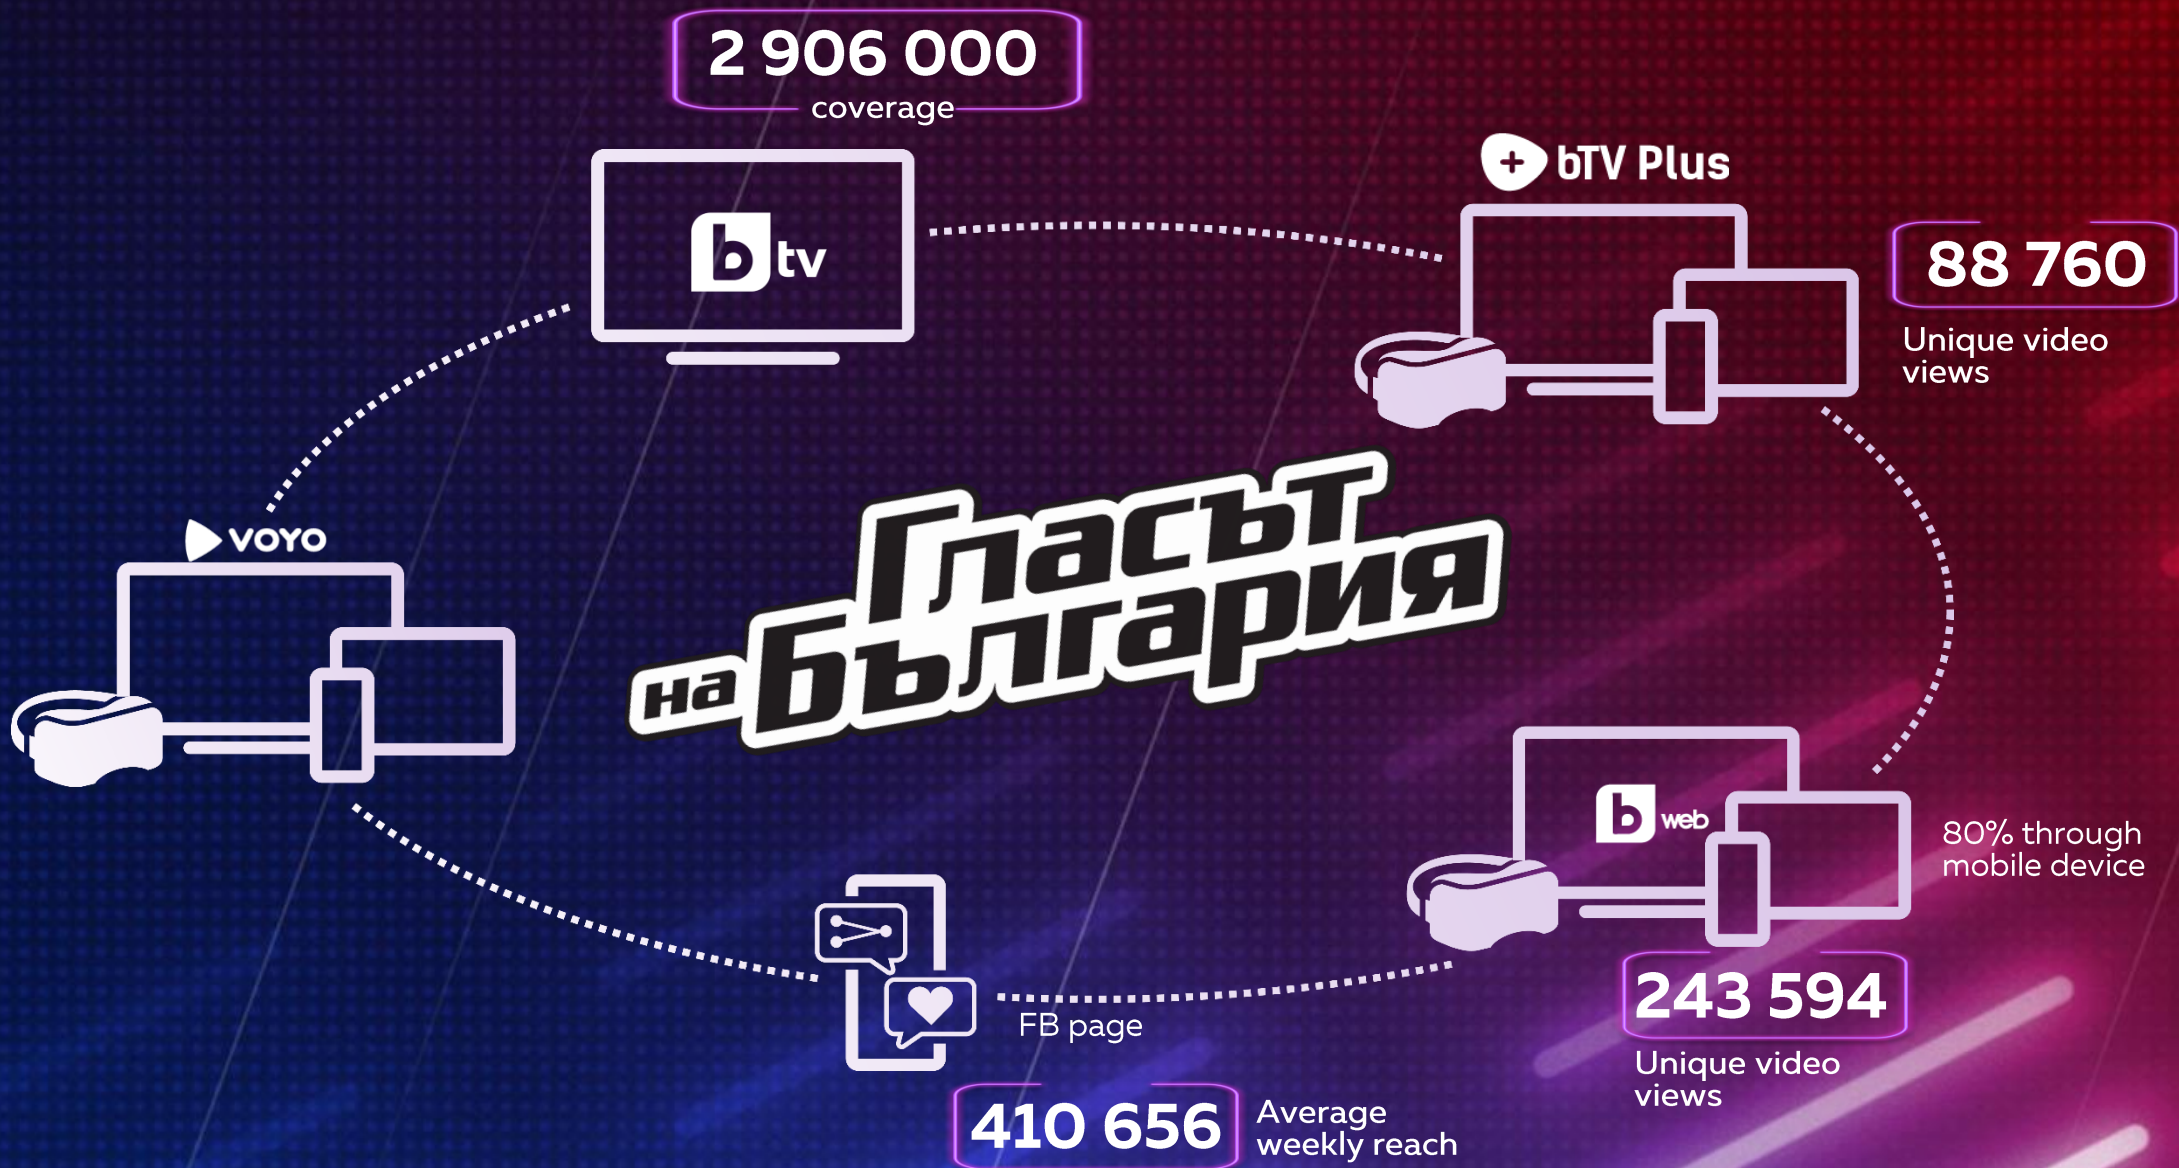 2 906 000
coverage
b tv
bTV Plus
88 760
Unique video
views
VOYO
Гласът
на България
b web
80% through
mobile device
243 594
Unique video
views
FB page
410 656
Average
weekly reach